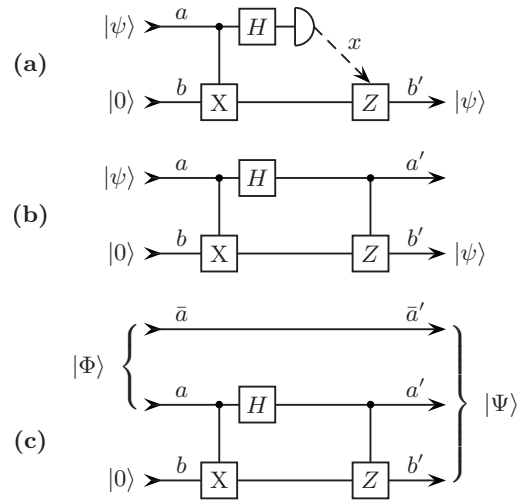 |ψ⟩ a H x
(a)
|0⟩ b X Z b′ |ψ⟩
|ψ⟩ a H a′
(b)
|0⟩ b X Z b′ |ψ⟩
ā ā′
|Φ⟩
a H a′ |Ψ⟩
(c)
|0⟩ b X Z b′